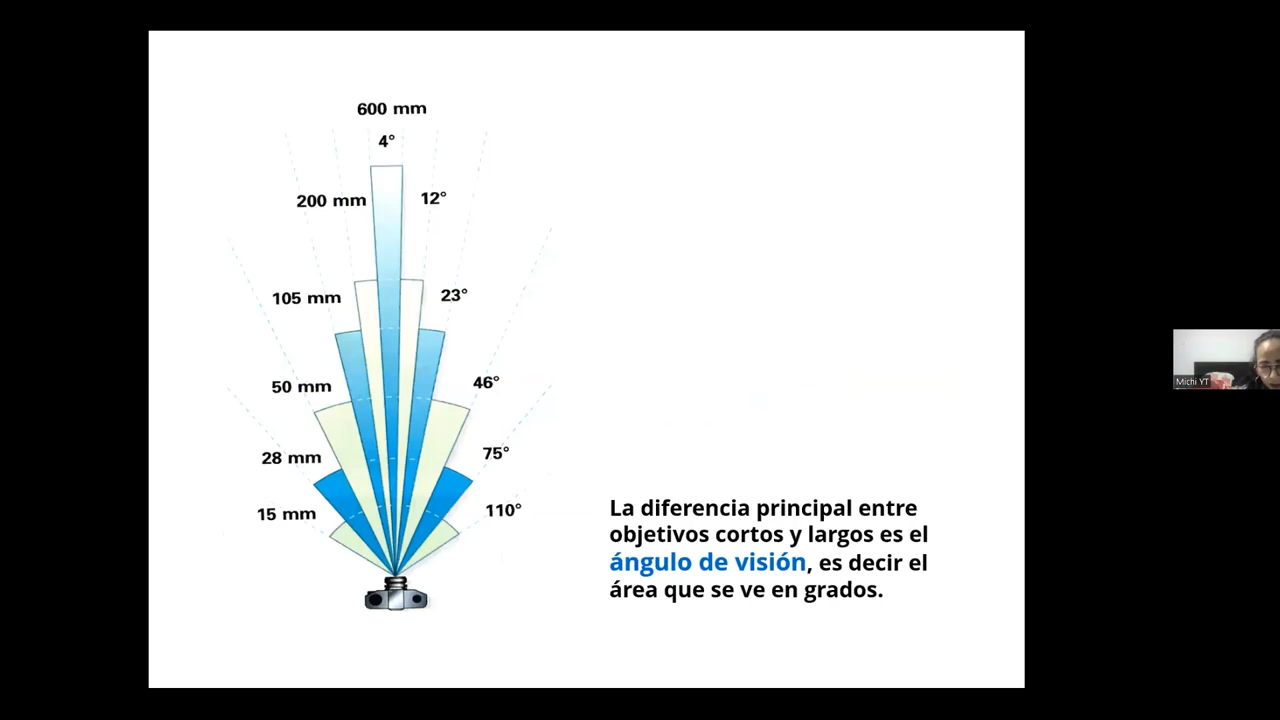 600 mm
4°
200 mm 12°
105 mm 23°
50 mm 46°
28 mm 75°
15 mm 110°
La diferencia principal entre
objetivos cortos y largos es el
ángulo de visión, es decir el
área que se ve en grados.
Michi YT